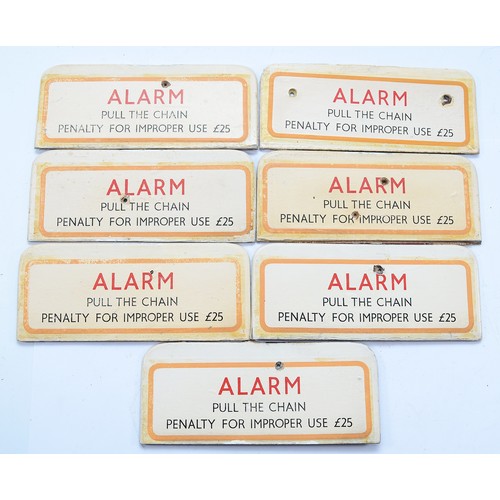 ALARM
PULL THE CHAIN
PENALTY FOR IMPROPER USE £25
ALARM
PULL THE CHAIN
PENALTY FOR IMPROPER USE £25
ALARM
PULL THE CHAIN
PENALTY FOR IMPROPER USE £25
ALARM
PULL THE CHAIN
PENALTY FOR IMPROPER USE £25
ALARM
PULL THE CHAIN
PENALTY FOR IMPROPER USE £25
ALARM
PULL THE CHAIN
PENALTY FOR IMPROPER USE £25
ALARM
PULL THE CHAIN
PENALTY FOR IMPROPER USE £25